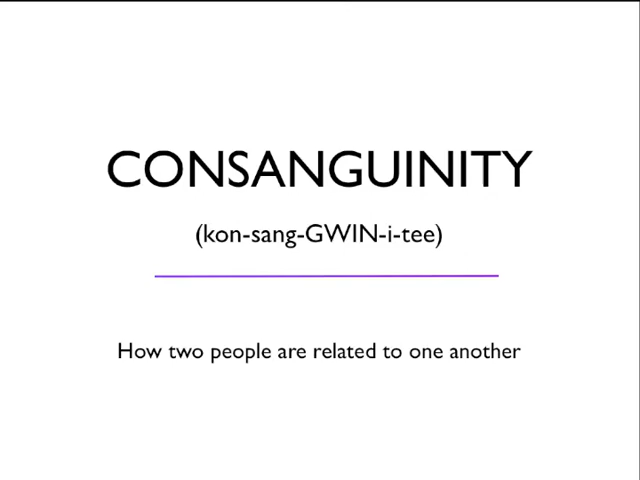 CONSANGUINITY
(kon-sang-GWIN-i-tee)
How two people are related to one another